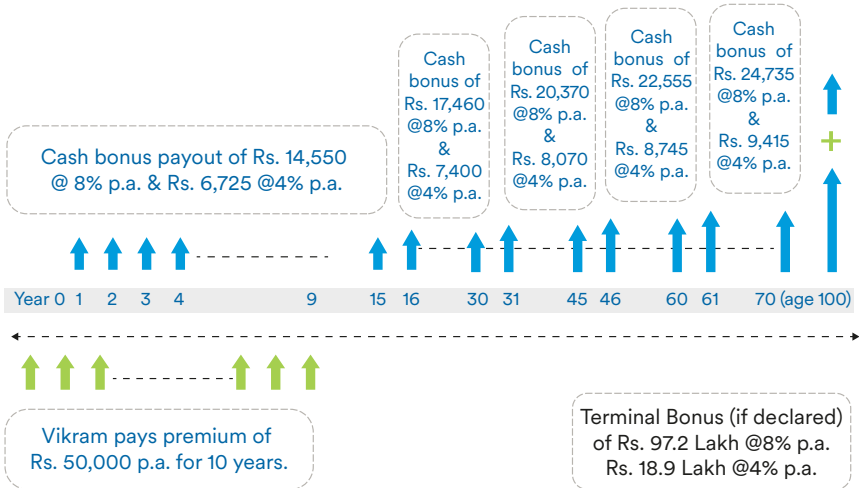 Cash
bonus of
Rs. 17,460
@8% p.a.
&
Rs. 7,400
@4% p.a.
Cash
bonus of
Rs. 20,370
@8% p.a.
&
Rs. 8,070
@4% p.a.
Cash
bonus of
Rs. 22,555
@8% p.a.
&
Rs. 8,745
@4% p.a.
Cash
bonus of
Rs. 24,735
@8% p.a.
&
Rs. 9,415
@4% p.a.
+
Cash bonus payout of Rs. 14,550
@ 8% p.a. & Rs. 6,725 @4% p.a.
Year 0 1 2 3 4 9 15 16 30 31 45 46 60 61 70 (age 100)
Vikram pays premium of
Rs. 50,000 p.a. for 10 years.
Terminal Bonus (if declared)
of Rs. 97.2 Lakh @8% p.a.
Rs. 18.9 Lakh @4% p.a.